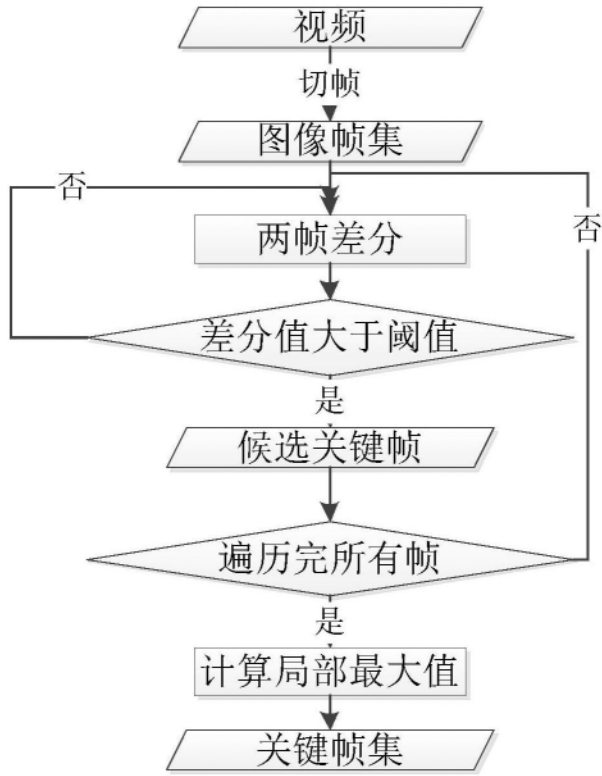 视频
切帧
图像帧集
否
否
两帧差分
差分值大于阈值
是
候选关键帧
遍历完所有帧
是
计算局部最大值
关键帧集